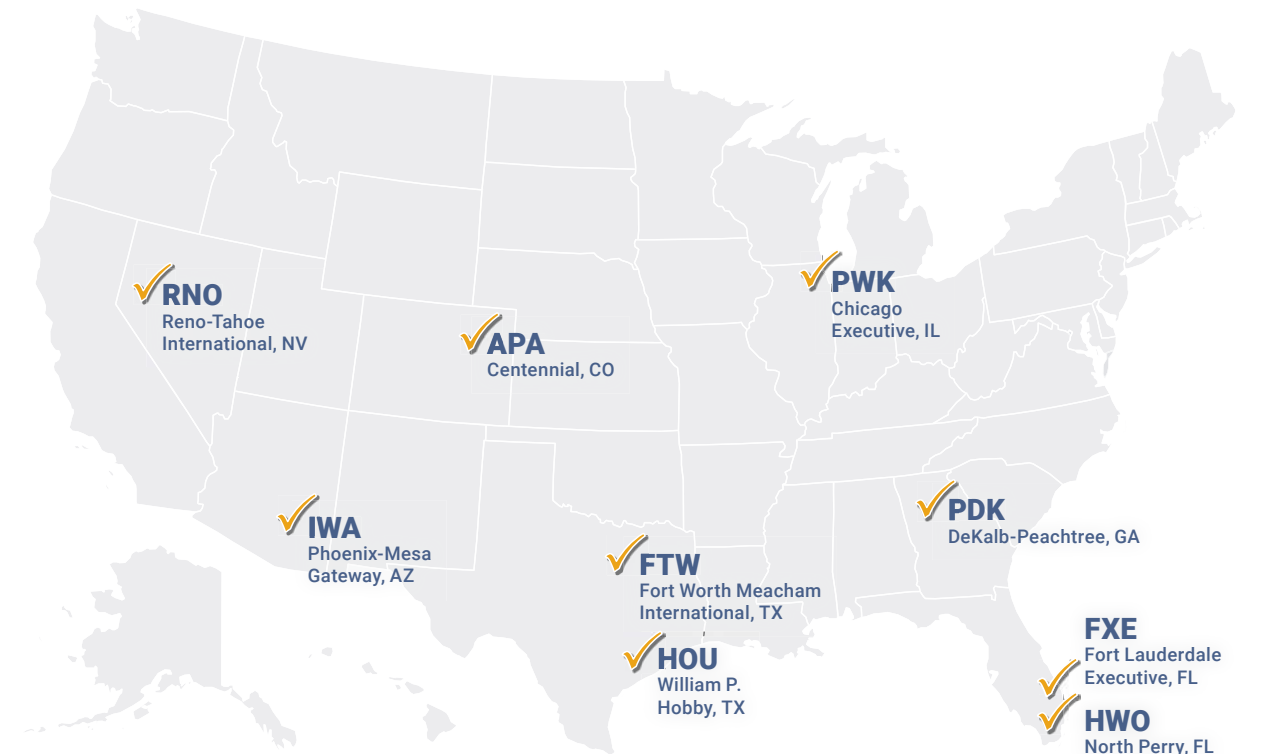 PWK
Chicago
Executive, IL
RNO
Reno-Tahoe
International, NV
APA
Centennial, CO
PDK
DeKalb-Peachtree, GA
IWA
Phoenix-Mesa
Gateway, AZ
FTW
Fort Worth Meacham
International, TX
FXE
Fort Lauderdale
Executive, FL
HOU
William P.
Hobby, TX
HWO
North Perry, FL